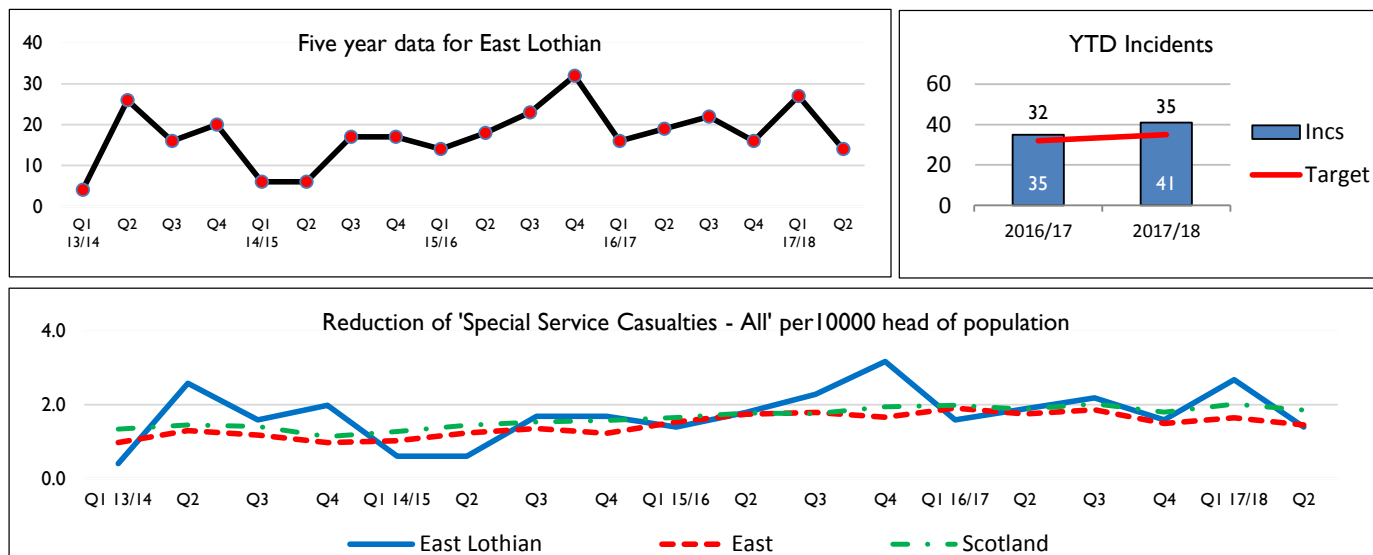 Five year data for East Lothian
40
30
20
10
0
Q1 Q2 Q3 Q4 Q1 Q2 Q3 Q4 Q1 Q2 Q3 Q4 Q1 Q2 Q3 Q4 Q1 Q2
13/14 14/15 15/16 16/17 17/18
YTD Incidents
60
40
20
0
32 35
35 41
2016/17 2017/18
Incs
Target
Reduction of 'Special Service Casualties - All' per10000 head of population
4.0
2.0
0.0
Q1 13/14 Q2 Q3 Q4 Q1 14/15 Q2 Q3 Q4 Q1 15/16 Q2 Q3 Q4 Q1 16/17 Q2 Q3 Q4 Q1 17/18 Q2
East Lothian East Scotland